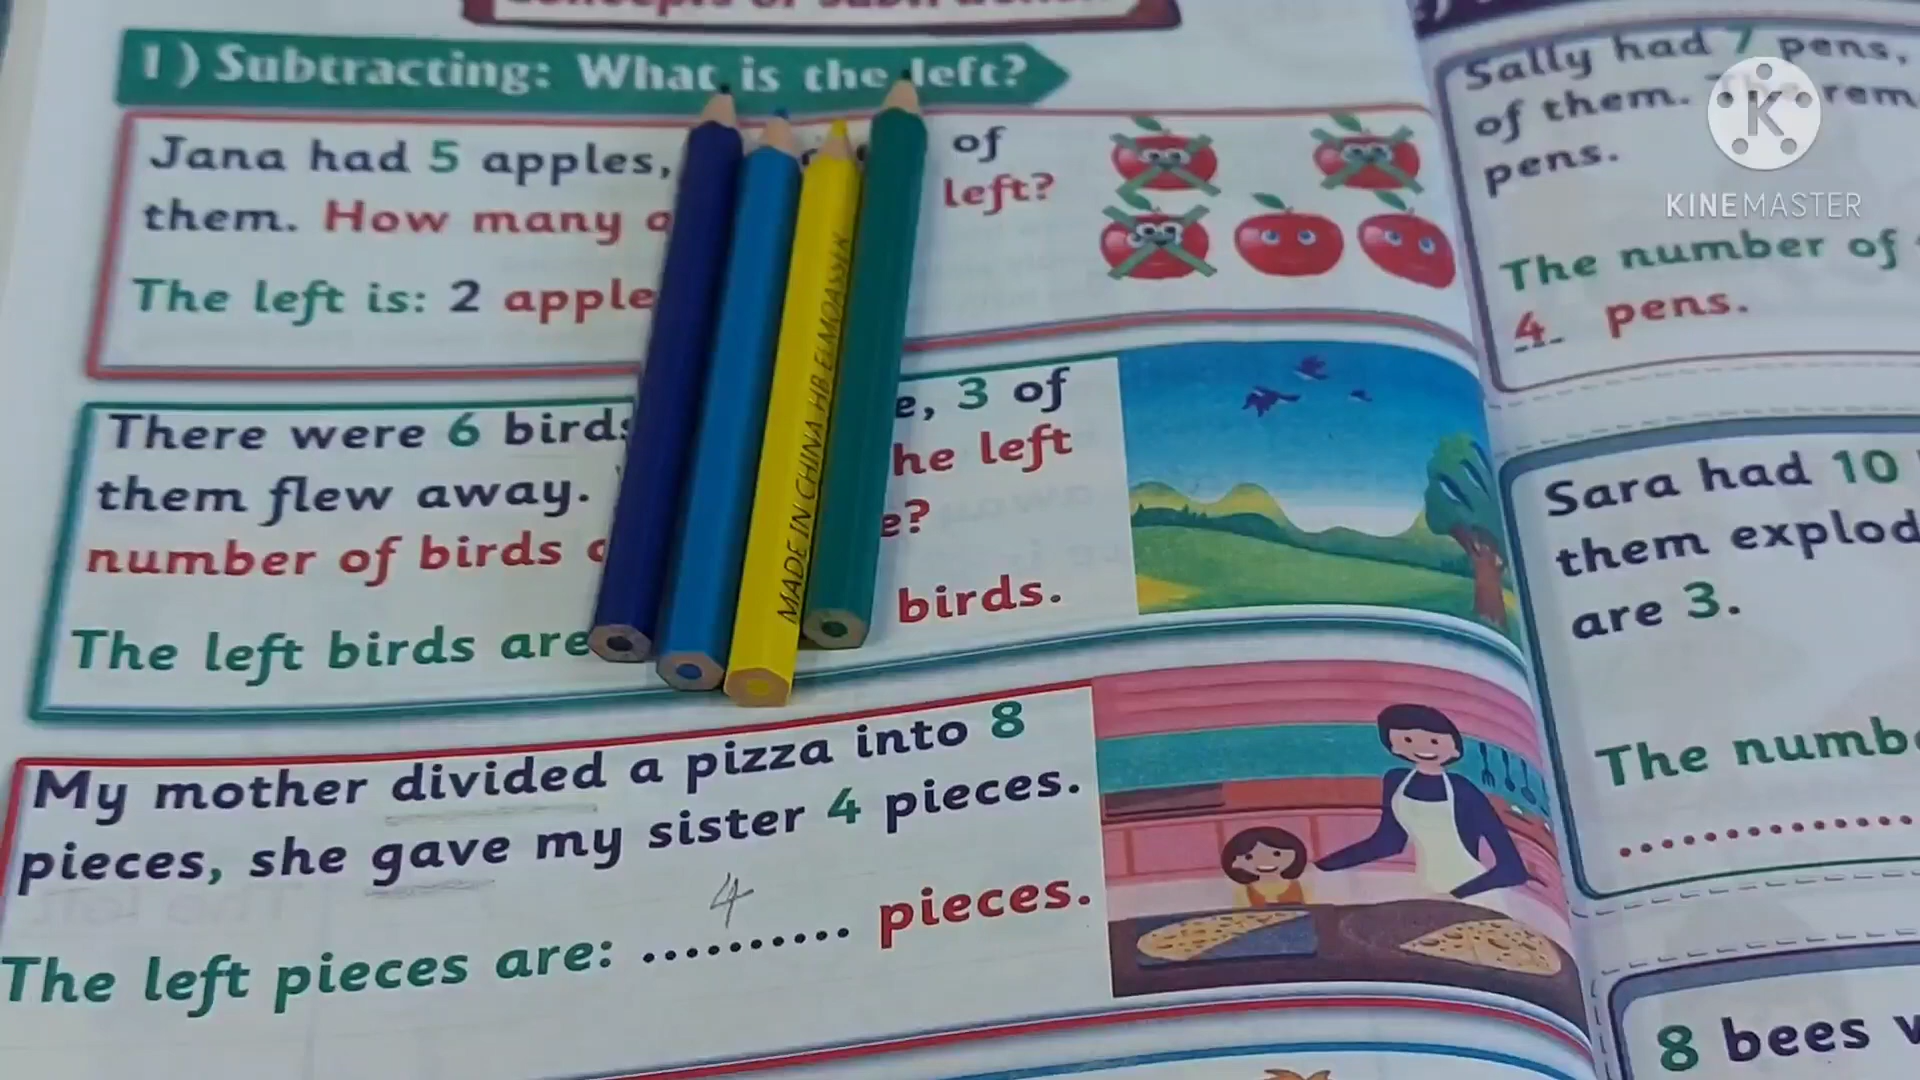 1) Subtracting: What is the left?
Jana had 5 apples, of
them. How many left?
The left is: 2 apple
There were 6 birds 3 of
them flew away. the left
number of birds
The left birds are birds.
My mother divided a pizza into 8
pieces, she gave my sister 4 pieces.
4
The left pieces are: .......... pieces.
MADE IN CHINA HB ELMOASSER
Sally had 7 pens,
of them. The rem
pens.
The number of
4 pens.
Sara had 10
them explod
are 3.
The numb
8 bees
K
KINEMASTER